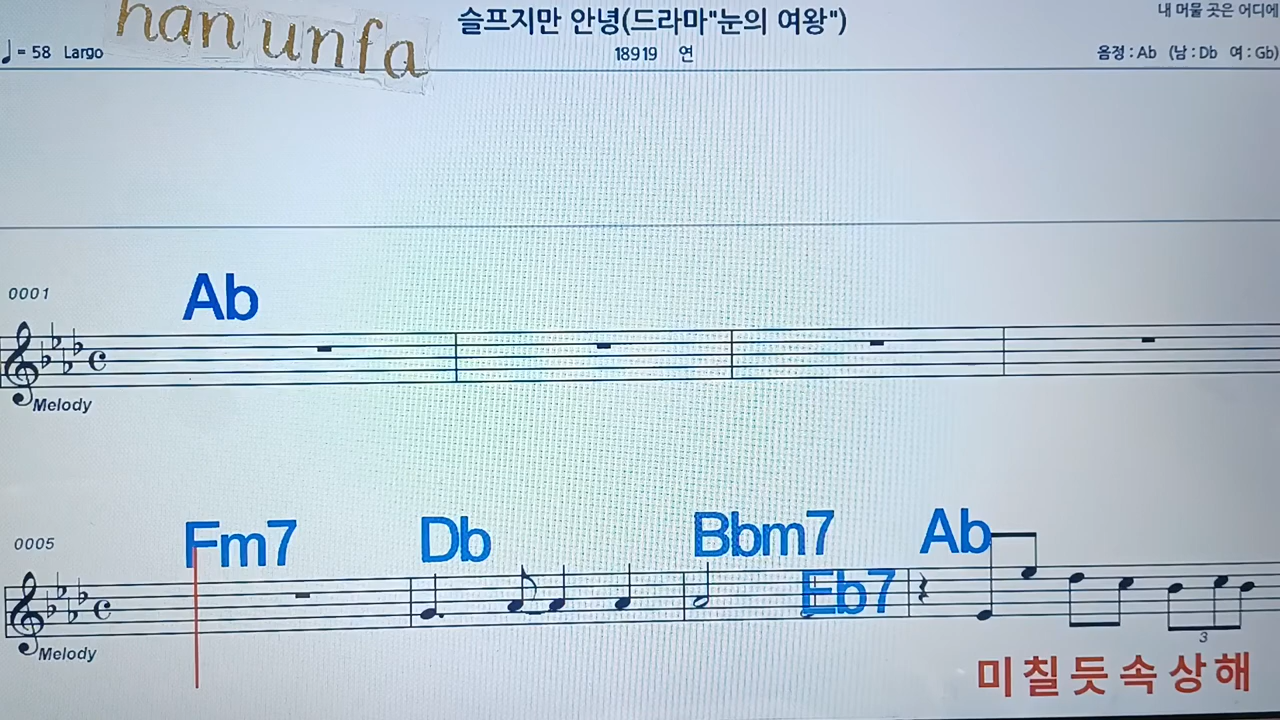 han unfa
슬프지만 안녕(드라마"눈의 여왕")
내 머물 곳은 어디에
♩= 58 Largo
18919 연
음정 : Ab (남 : Db 여 : Gb)
0001
Ab
Melody
0005
Fm7 Db Bbm7 Eb7 Ab
Melody
3
미 칠 듯 속 상 해